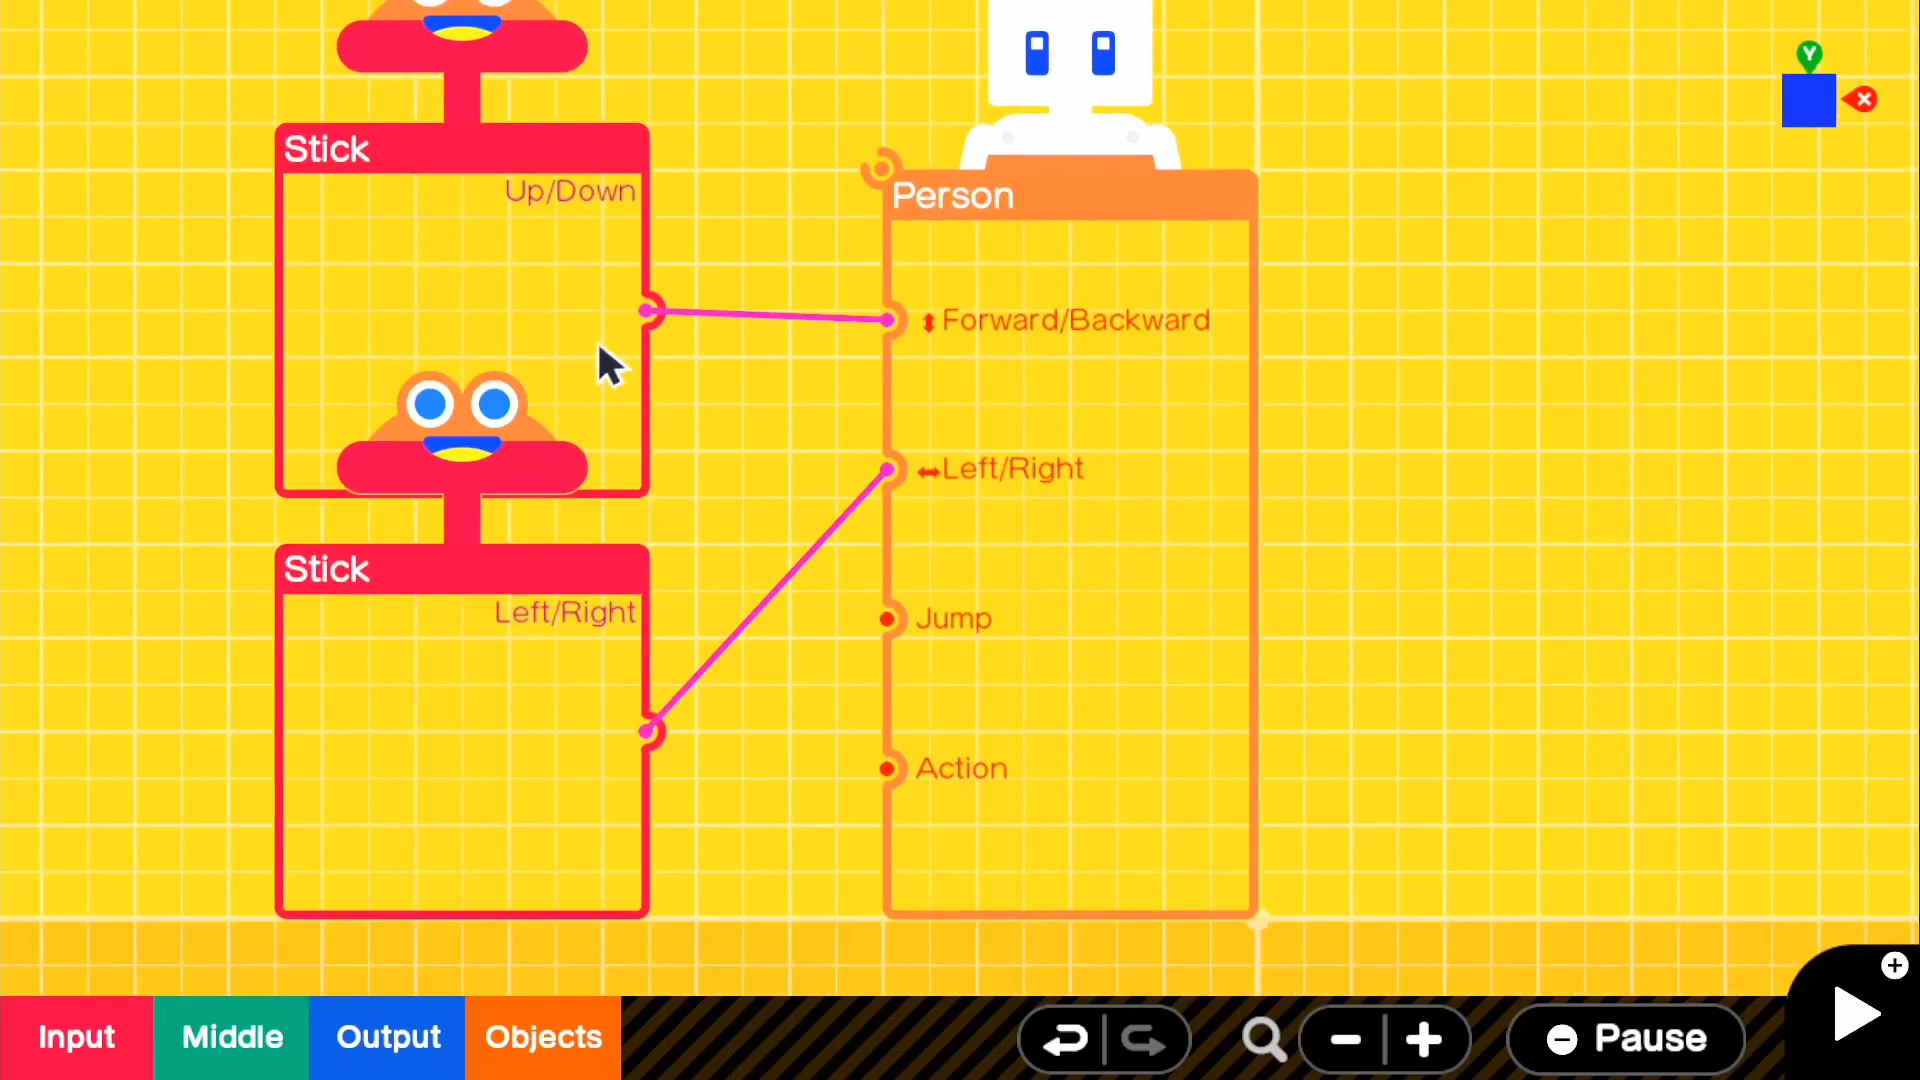 Y
X
Stick
Up/Down
Person
Forward/Backward
Left/Right
Stick
Left/Right
Jump
Action
Input
Middle
Output
Objects
Pause